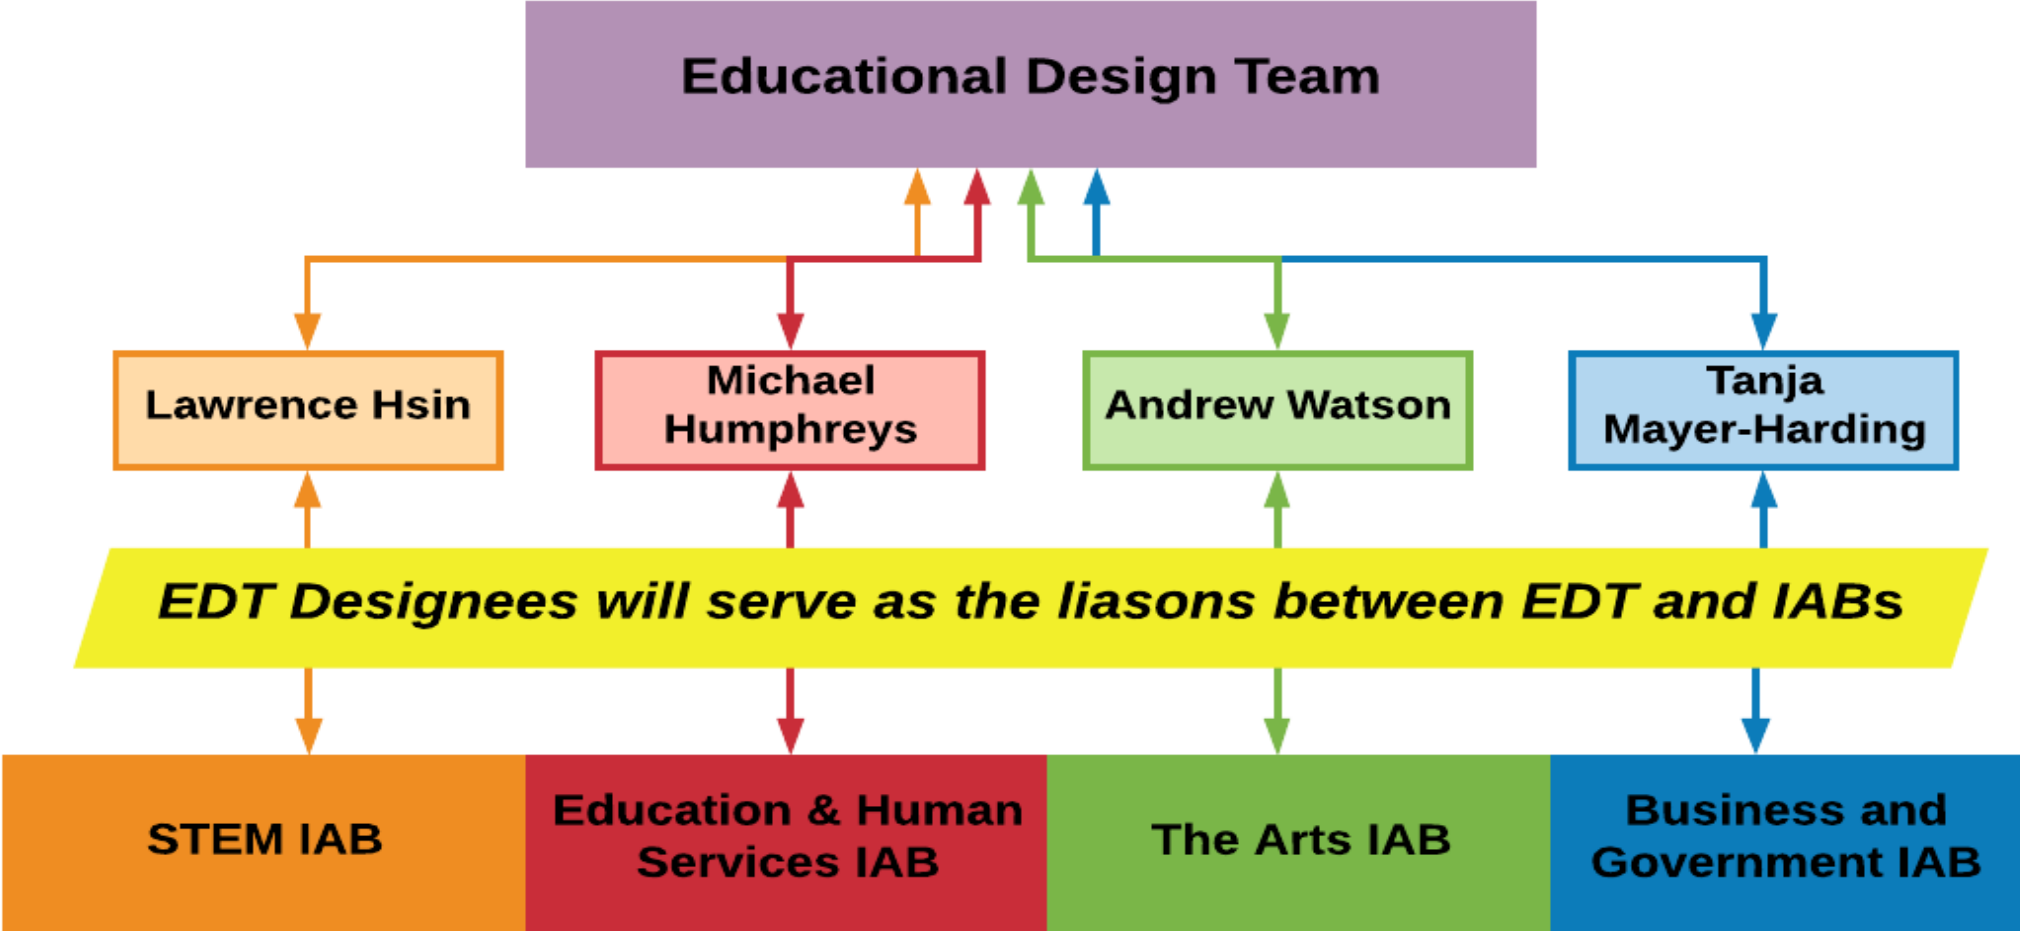 Educational Design Team
Lawrence Hsin
Michael
Humphreys
Andrew Watson
Tanja
Mayer-Harding
EDT Designees will serve as the liasons between EDT and IABs
STEM IAB
Education & Human
Services IAB
The Arts IAB
Business and
Government IAB